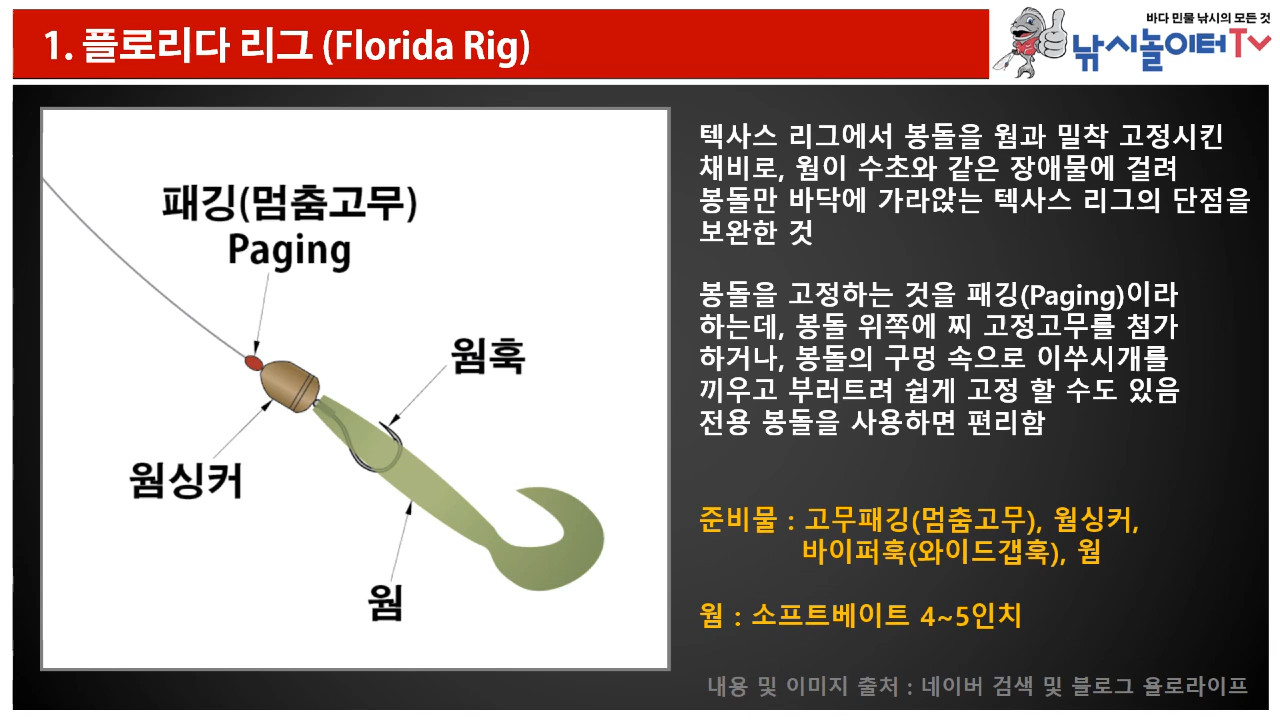 1. 플로리다 리그 (Florida Rig)
바다 민물 낚시의 모든 것
낚시놀이터TV
패깅(멈춤고무)
Paging
웜훅
웜싱커
웜
텍사스 리그에서 봉돌을 웜과 밀착 고정시킨
채비로, 웜이 수초와 같은 장애물에 걸려
봉돌만 바닥에 가라앉는 텍사스 리그의 단점을
보완한 것
봉돌을 고정하는 것을 패깅(Paging)이라
하는데, 봉돌 위쪽에 찌 고정고무를 첨가
하거나, 봉돌의 구멍 속으로 이쑤시개를
끼우고 부러트려 쉽게 고정 할 수도 있음
전용 봉돌을 사용하면 편리함
준비물 : 고무패깅(멈춤고무), 웜싱커,
바이퍼훅(와이드갭훅), 웜
웜 : 소프트베이트 4~5인치
내용 및 이미지 출처 : 네이버 검색 및 블로그 욜로라이프